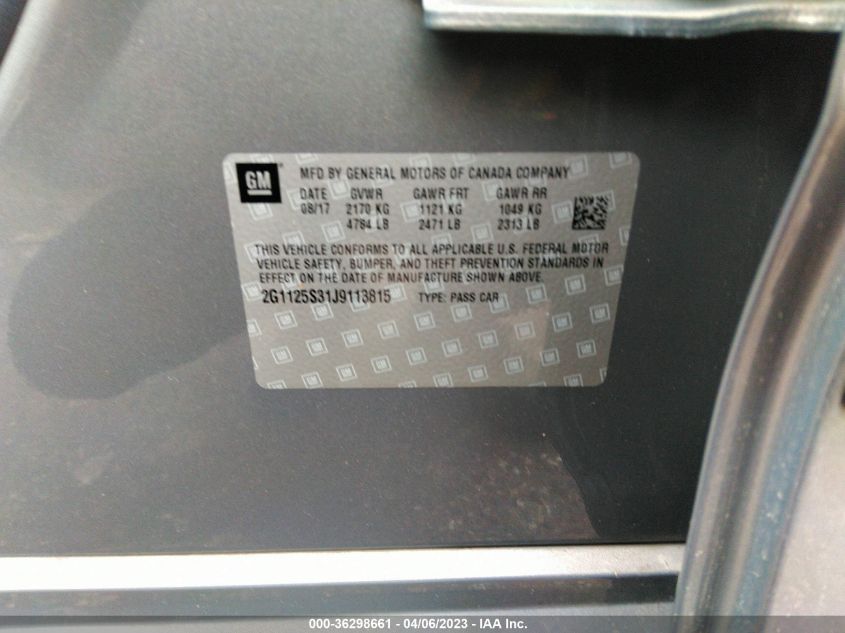 GM
MFD BY GENERAL MOTORS OF CANADA COMPANY
DATE GVWR GAWR FRT GAWR RR
08/17 2170 KG 1121 KG 1049 KG
4784 LB 2471 LB 2313 LB
THIS VEHICLE CONFORMS TO ALL APPLICABLE U.S. FEDERAL MOTOR
VEHICLE SAFETY, BUMPER, AND THEFT PREVENTION STANDARDS IN
EFFECT ON THE DATE OF MANUFACTURE SHOWN ABOVE.
2G1125S31J9113815 TYPE: PASS CAR
000-36298661 - 04/06/2023 - IAA Inc.